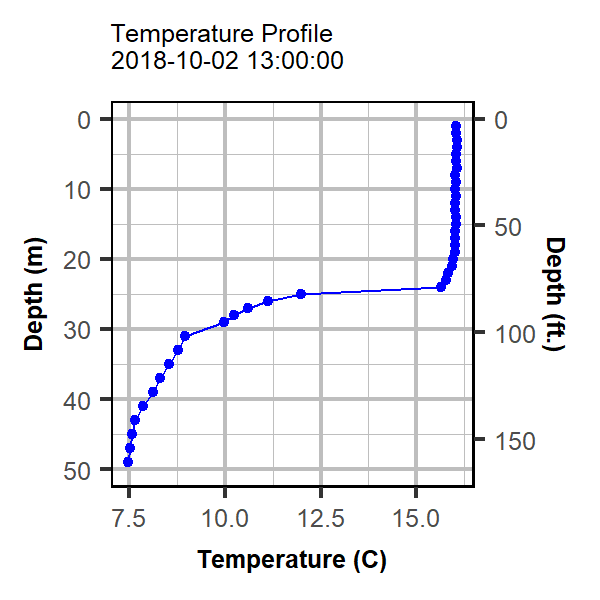 Temperature Profile
2018-10-02 13:00:00
0
10
20
30
40
50
Depth (m)
0
50
100
150
Depth (ft.)
7.5 10.0 12.5 15.0
Temperature (C)